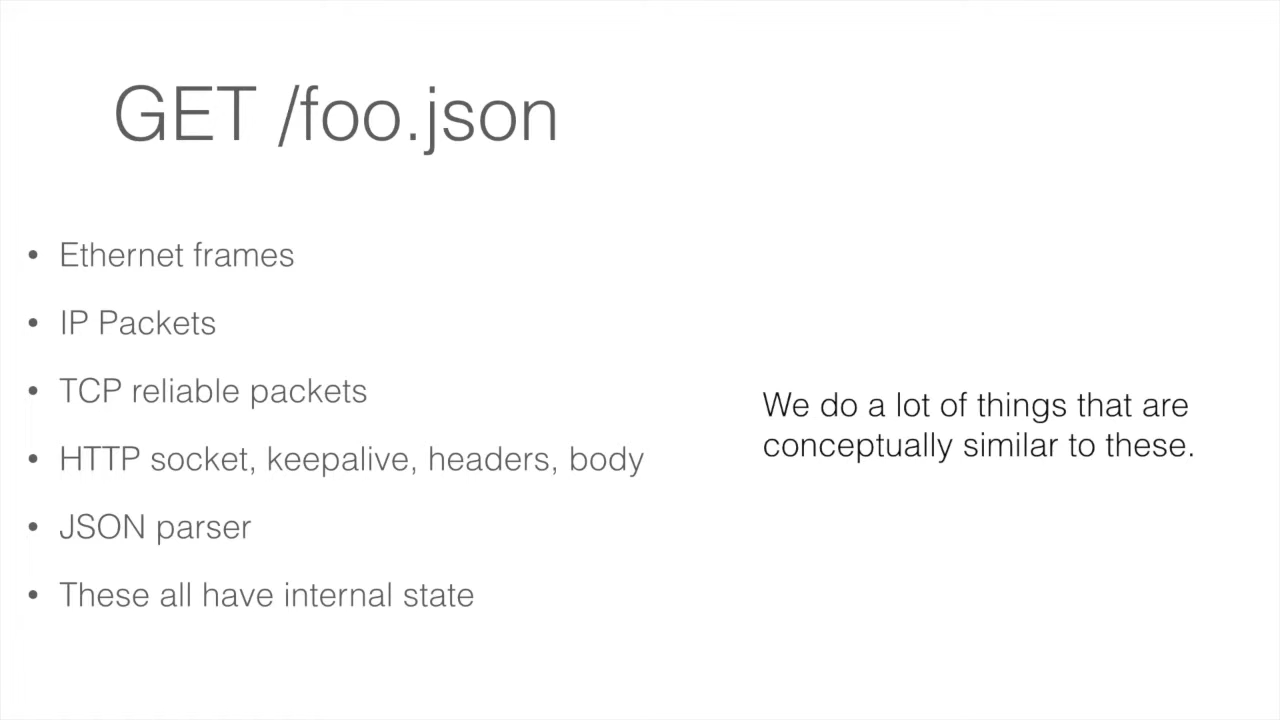 GET /foo.json
• Ethernet frames
• IP Packets
• TCP reliable packets
• HTTP socket, keepalive, headers, body
• JSON parser
• These all have internal state
We do a lot of things that are
conceptually similar to these.